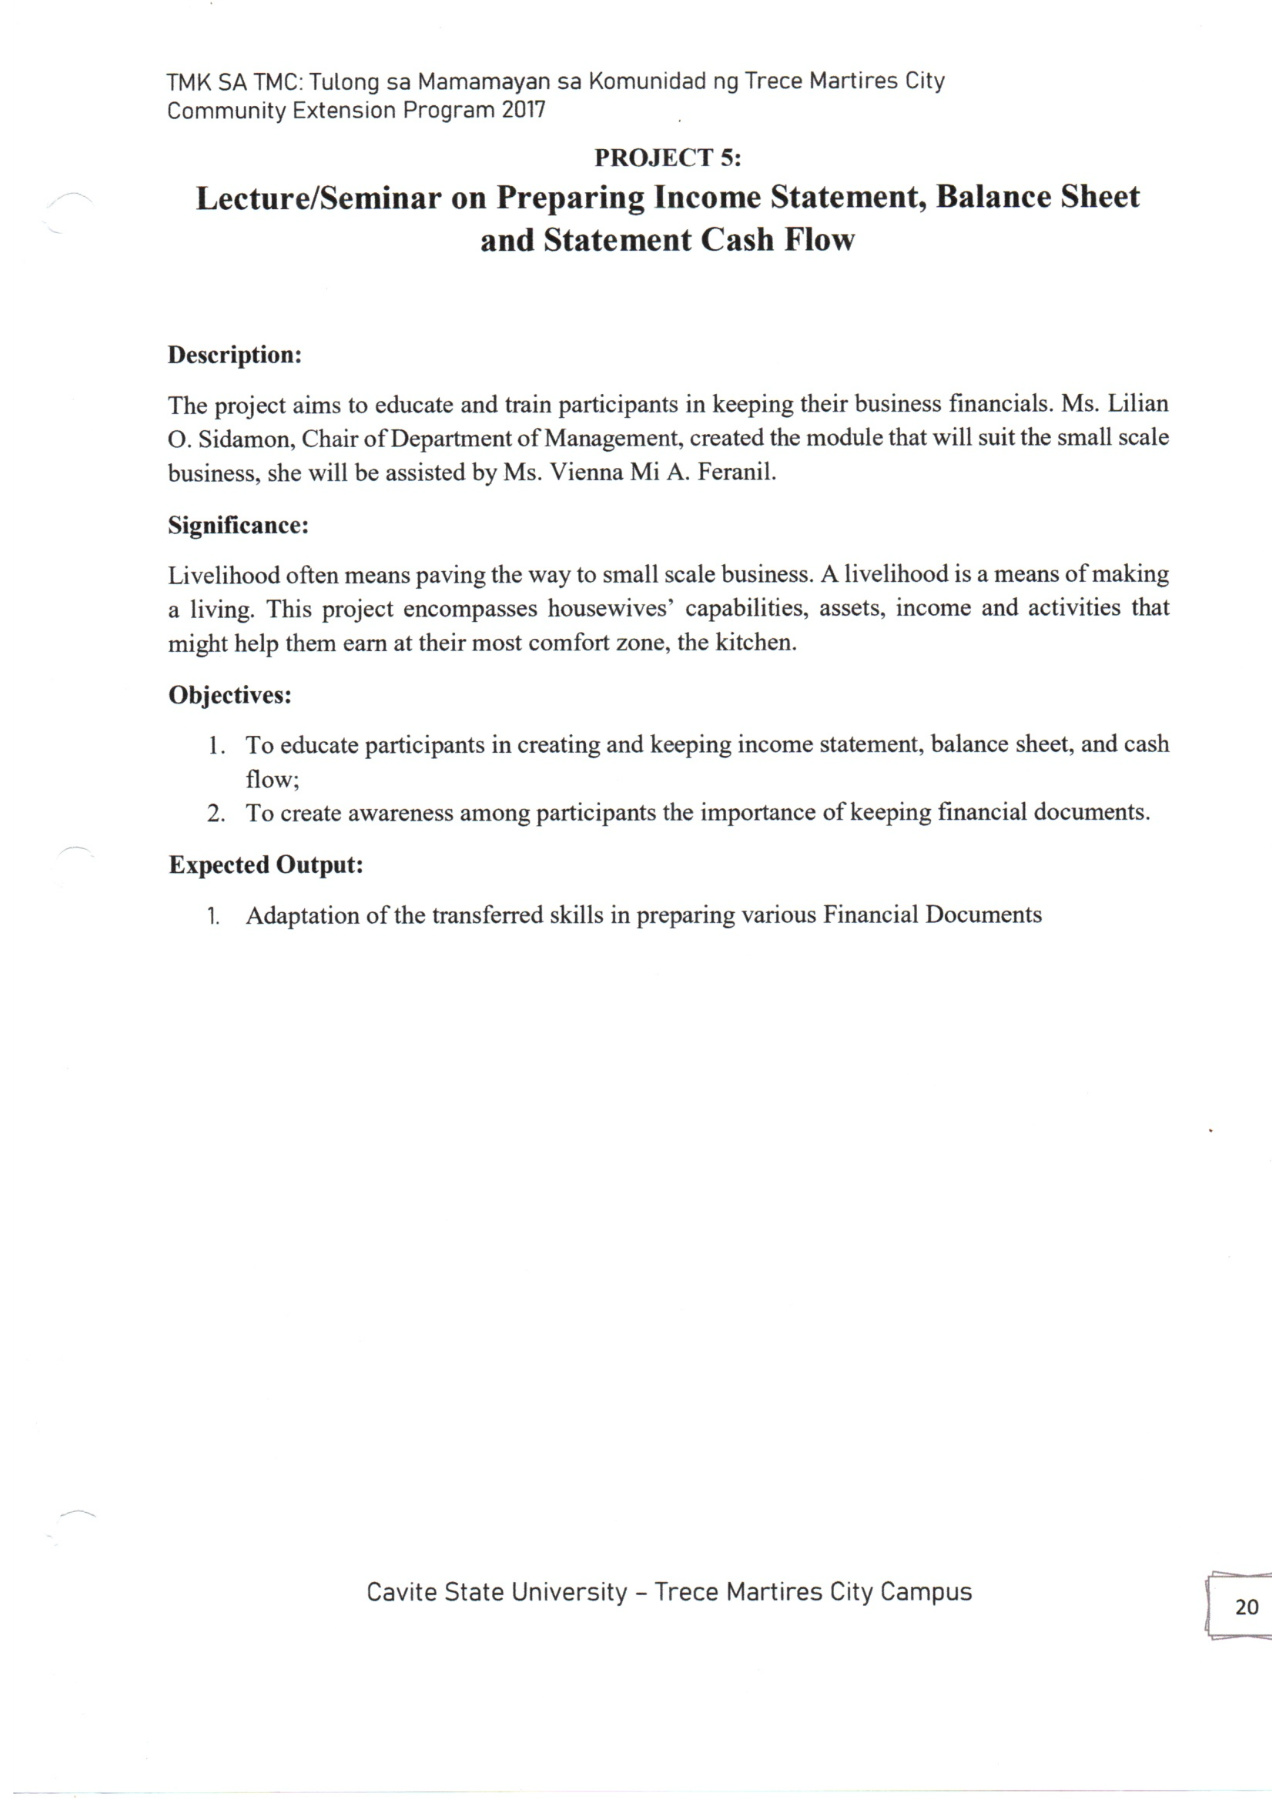 TMK SA TMC: Tulong sa Mamamayan sa Komunidad ng Trece Martires City
Community Extension Program 2017
PROJECT 5:
Lecture/Seminar on Preparing Income Statement, Balance Sheet
and Statement Cash Flow
Description:
The project aims to educate and train participants in keeping their business financials. Ms. Lilian
O. Sidamon, Chair of Department of Management, created the module that will suit the small scale
business, she will be assisted by Ms. Vienna Mi A. Feranil.
Significance:
Livelihood often means paving the way to small scale business. A livelihood is a means of making
a living. This project encompasses housewives' capabilities, assets, income and activities that
might help them earn at their most comfort zone, the kitchen.
Objectives:
1. To educate participants in creating and keeping income statement, balance sheet, and cash
flow;
2. To create awareness among participants the importance of keeping financial documents.
Expected Output:
1. Adaptation of the transferred skills in preparing various Financial Documents
Cavite State University – Trece Martires City Campus
20